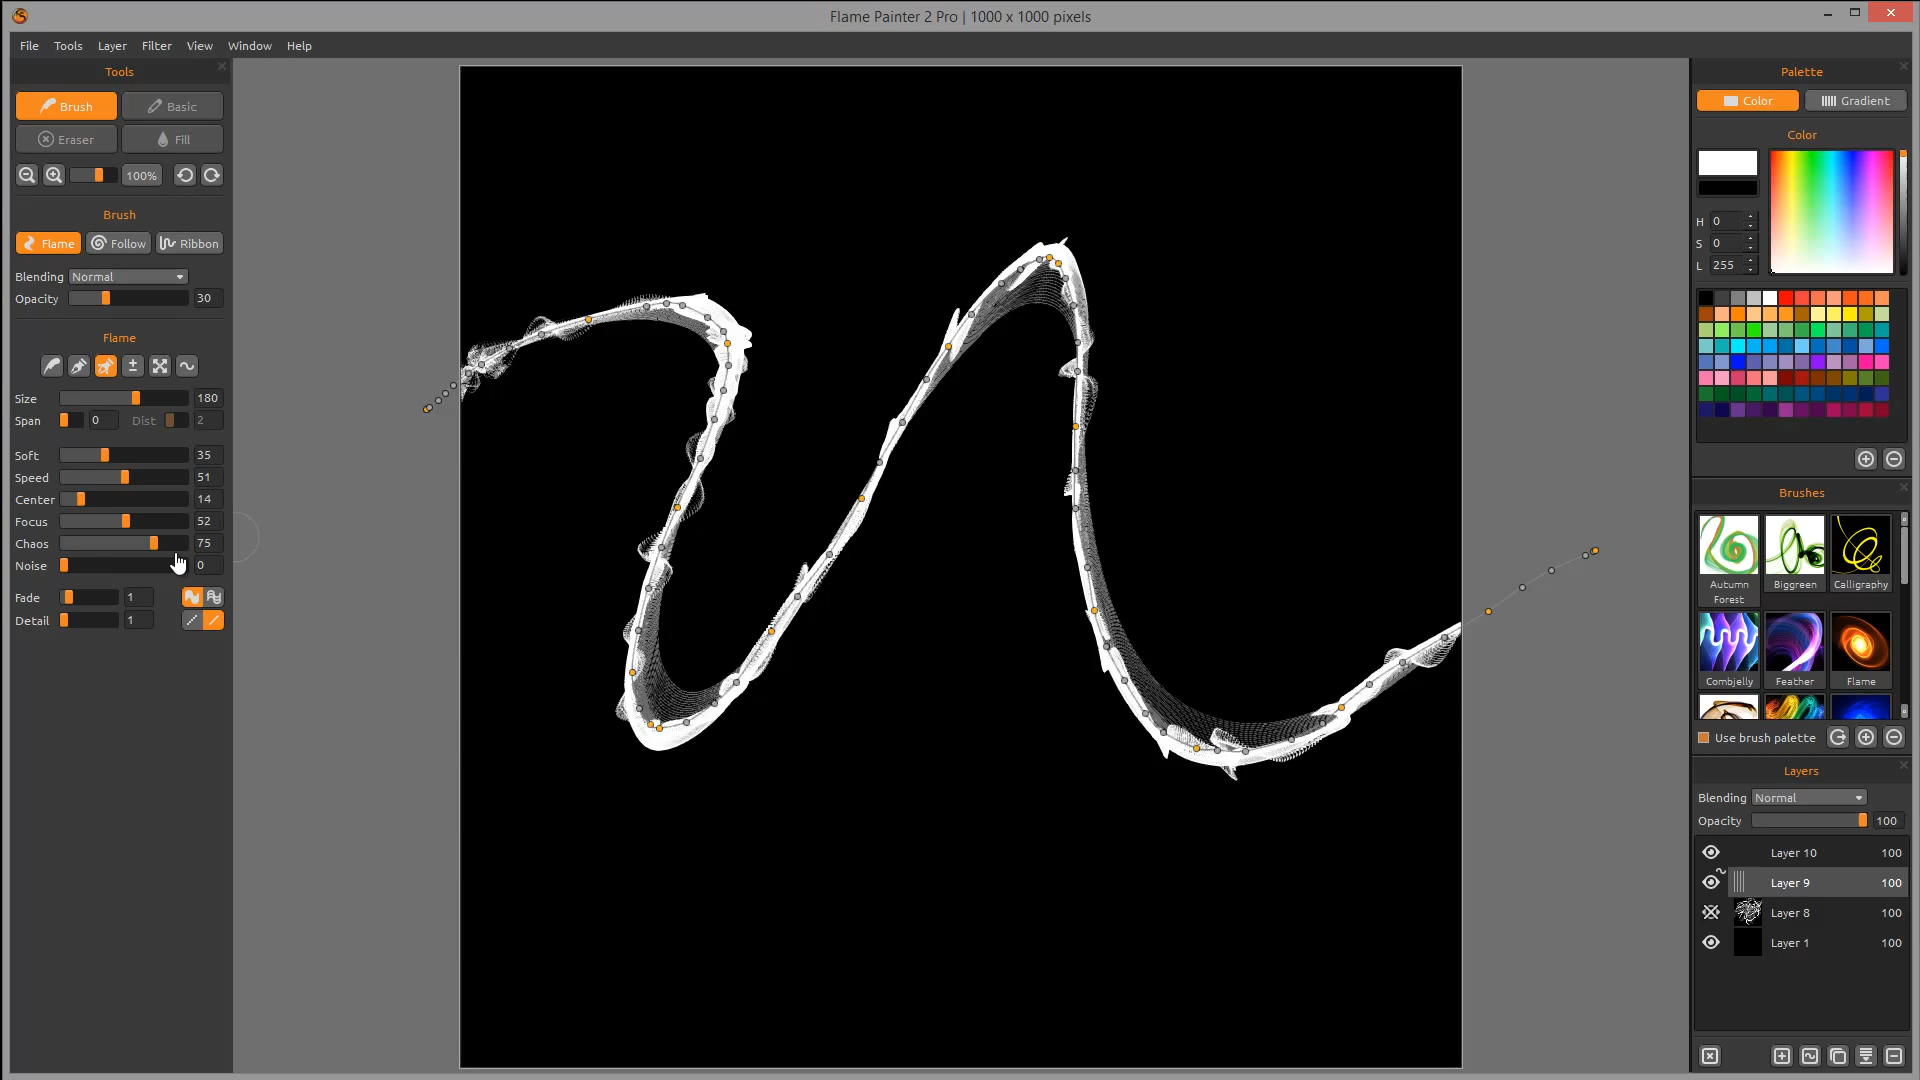 Flame Painter 2 Pro | 1000 x 1000 pixels
File Tools Layer Filter View Window Help
Tools
Brush Basic
Eraser Fill
100%
Brush
Flame Follow Ribbon
Blending Normal
Opacity 30
Flame
Size 180
Span 0 Dist 2
Soft 35
Speed 51
Center 14
Focus 52
Chaos 75
Noise 0
Fade 1
Detail 1
Palette
Color Gradient
Color
H 0
S 0
L 255
Brushes
Autumn Forest
Biggreen
Calligraphy
Combjelly
Feather
Flame
Use brush palette
Layers
Blending Normal
Opacity 100
Layer 10 100
Layer 9 100
Layer 8 100
Layer 1 100